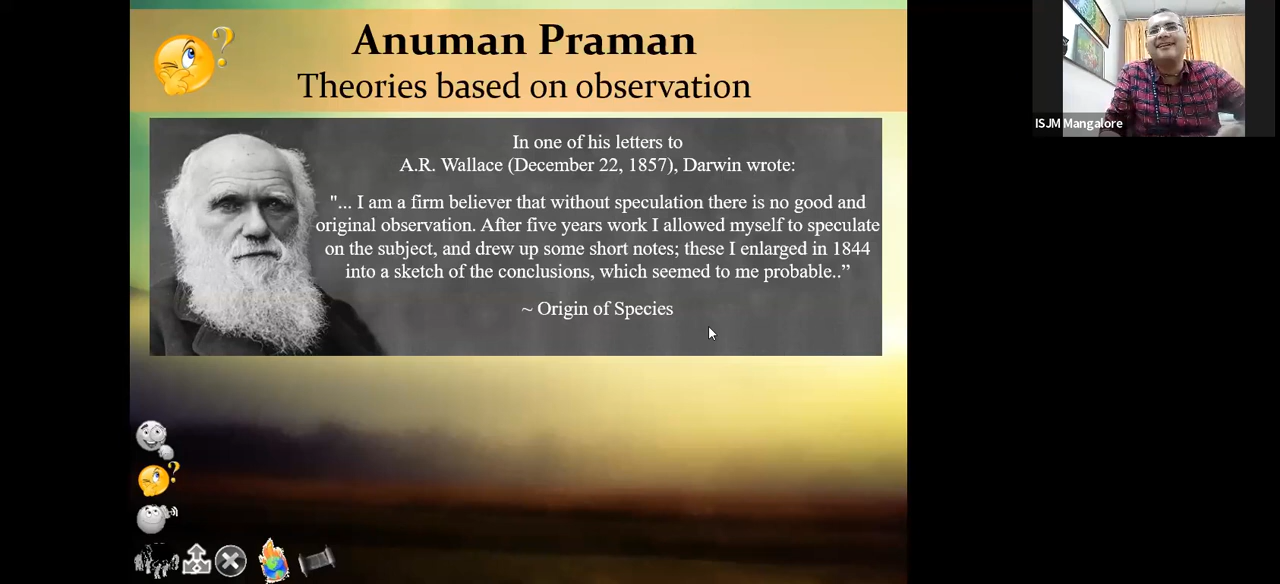 Anuman Praman
Theories based on observation
In one of his letters to
A.R. Wallace (December 22, 1857), Darwin wrote:
"... I am a firm believer that without speculation there is no good and
original observation. After five years work I allowed myself to speculate
on the subject, and drew up some short notes; these I enlarged in 1844
into a sketch of the conclusions, which seemed to me probable..”
~ Origin of Species
ISJM Mangalore